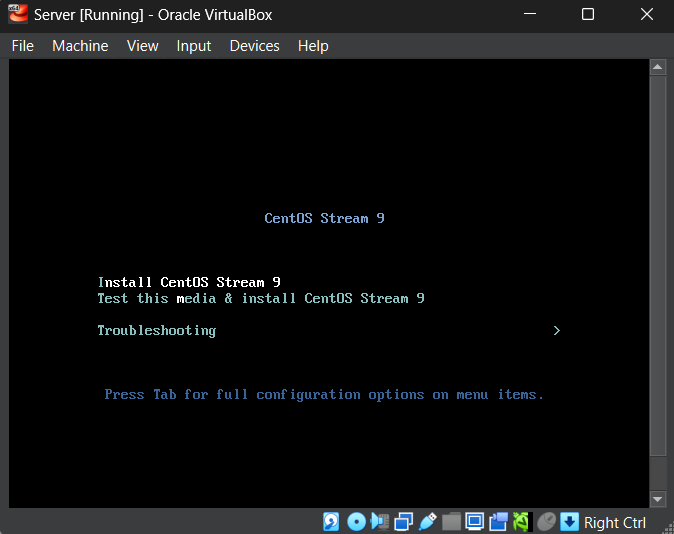 Server [Running] - Oracle VirtualBox
File Machine View Input Devices Help
CentOS Stream 9
Install CentOS Stream 9
Test this media & install CentOS Stream 9
Troubleshooting >
Press Tab for full configuration options on menu items.
Right Ctrl